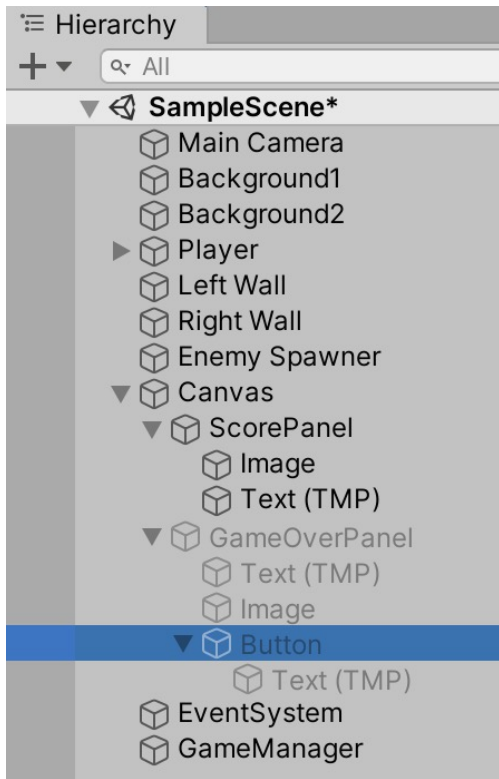 Hierarchy
All
SampleScene*
Main Camera
Background1
Background2
Player
Left Wall
Right Wall
Enemy Spawner
Canvas
ScorePanel
Image
Text (TMP)
GameOverPanel
Text (TMP)
Image
Button
Text (TMP)
EventSystem
GameManager